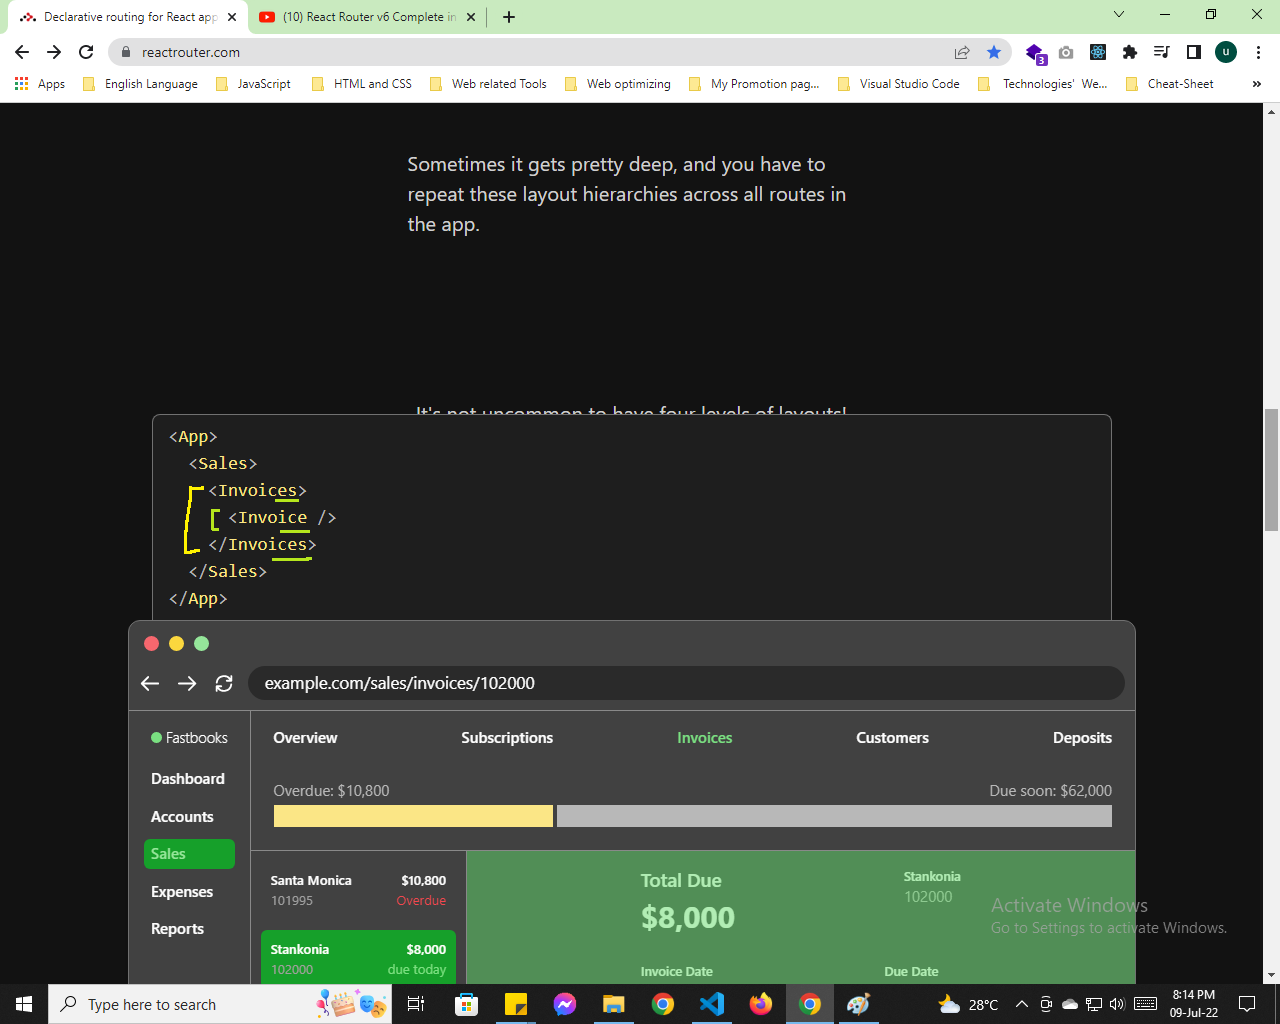 Declarative routing for React app
(10) React Router v6 Complete in
reactrouter.com
3
u
Apps
English Language
JavaScript
HTML and CSS
Web related Tools
Web optimizing
My Promotion pag...
Visual Studio Code
Technologies' We...
Cheat-Sheet
»
Sometimes it gets pretty deep, and you have to
repeat these layout hierarchies across all routes in
the app.
It's not uncommon to have four levels of layouts!
<App>
<Sales>
<Invoices>
<Invoice />
</Invoices>
</Sales>
</App>
example.com/sales/invoices/102000
Fastbooks
Dashboard
Accounts
Sales
Expenses
Reports
Overview
Subscriptions
Invoices
Customers
Deposits
Overdue: $10,800
Due soon: $62,000
Santa Monica
$10,800
101995
Overdue
Stankonia
$8,000
102000
due today
Total Due
$8,000
Stankonia
102000
Invoice Date
Due Date
Activate Windows
Go to Settings to activate Windows.
Type here to search
28°C
8:14 PM
09-Jul-22